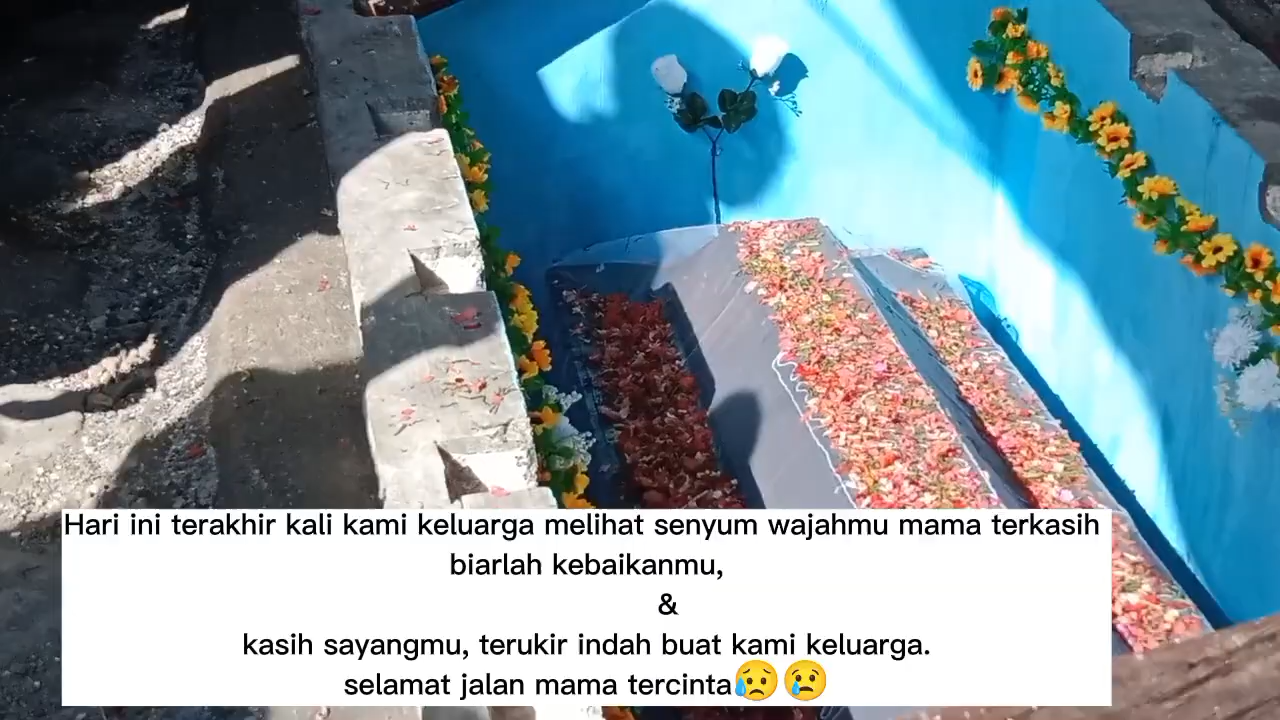 Hari ini terakhir kali kami keluarga melihat senyum wajahmu mama terkasih
biarlah kebaikanmu,
&
kasih sayangmu, terukir indah buat kami keluarga.
selamat jalan mama tercinta😥😢